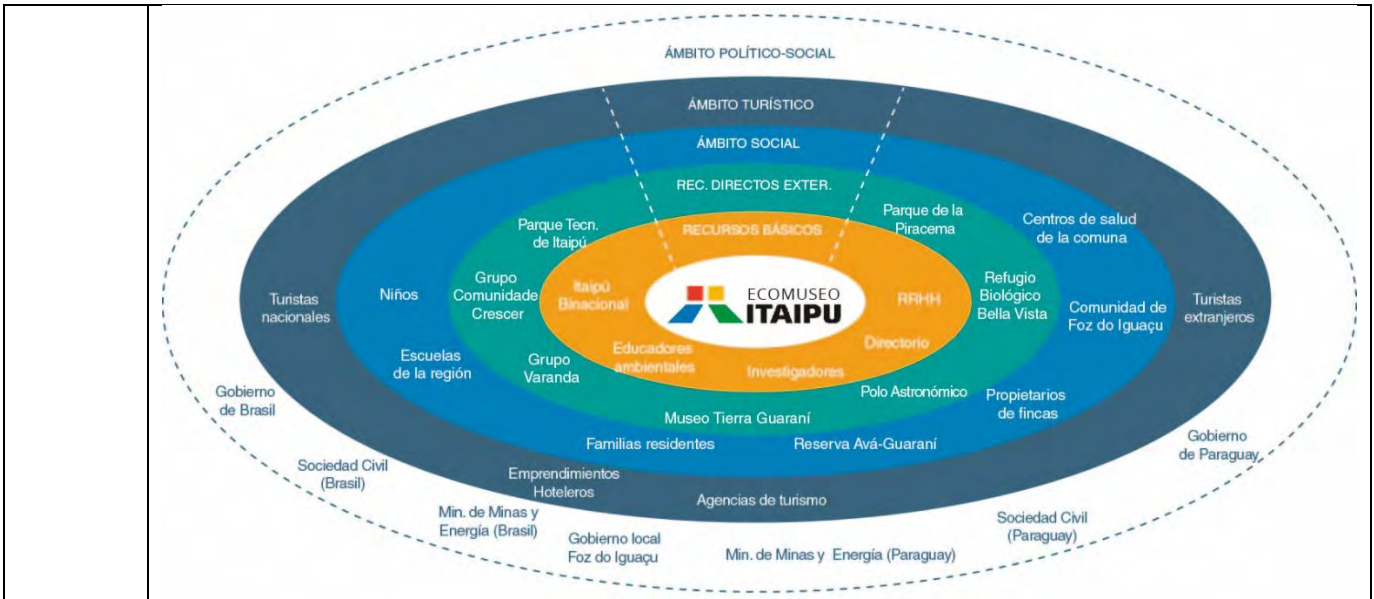 ÁMBITO POLÍTICO-SOCIAL
ÁMBITO TURÍSTICO
ÁMBITO SOCIAL
REC. DIRECTOS EXTER.
RECURSOS BÁSICOS
ECOMUSEO
ITAIPU
Itaipú
Binacional
RRHH
Educadores
ambientales
Directorio
Investigadores
Parque Tecn.
de Itaipú
Parque de la
Piracema
Grupo
Comunidade
Crescer
Refugio
Biológico
Bella Vista
Grupo
Varanda
Polo Astronómico
Museo Tierra Guaraní
Centros de salud
de la comuna
Niños
Comunidad de
Foz do Iguaçu
Escuelas
de la región
Propietarios
de fincas
Familias residentes
Reserva Avá-Guaraní
Turistas
nacionales
Turistas
extranjeros
Emprendimientos
Hoteleros
Agencias de turismo
Gobierno
de Brasil
Gobierno
de Paraguay
Sociedad Civil
(Brasil)
Min. de Minas y
Energía (Brasil)
Gobierno local
Foz do Iguaçu
Min. de Minas y Energía (Paraguay)
Sociedad Civil
(Paraguay)